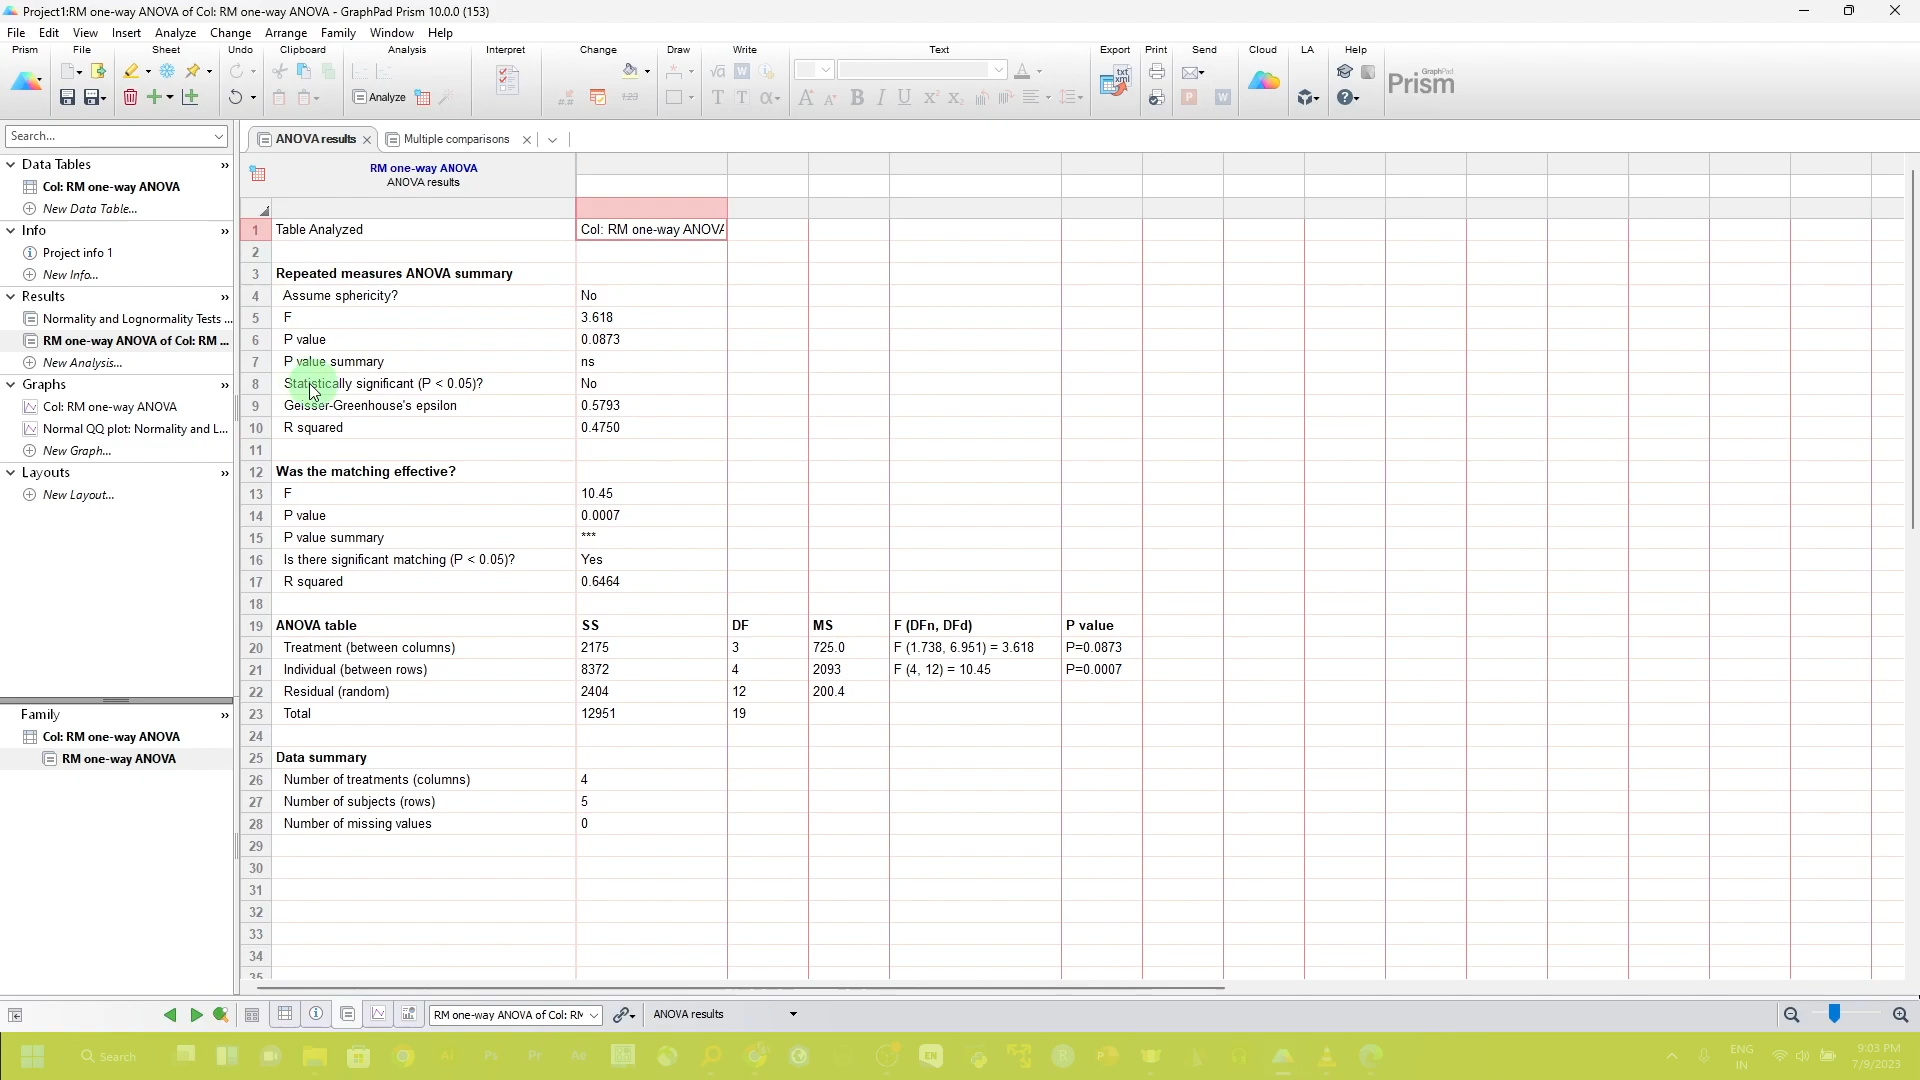 Project1:RM one-way ANOVA of Col: RM one-way ANOVA - GraphPad Prism 10.0.0 (153)
File Edit View Insert Analyze Change Arrange Family Window Help
Prism File Sheet Undo Clipboard Analysis Interpret Change Draw Write Text Export Print Send Cloud LA Help
Analyze
GraphPad
Prism
Search...
ANOVA results
Multiple comparisons
Data Tables
Col: RM one-way ANOVA
New Data Table...
Info
Project info 1
New Info...
Results
Normality and Lognormality Tests ...
RM one-way ANOVA of Col: RM ...
New Analysis...
Graphs
Col: RM one-way ANOVA
Normal QQ plot: Normality and L...
New Graph...
Layouts
New Layout...
Family
Col: RM one-way ANOVA
RM one-way ANOVA
RM one-way ANOVA
ANOVA results
1 Table Analyzed Col: RM one-way ANOVA
2
3 Repeated measures ANOVA summary
4 Assume sphericity? No
5 F 3.618
6 P value 0.0873
7 P value summary ns
8 Statistically significant (P < 0.05)? No
9 Geisser-Greenhouse's epsilon 0.5793
10 R squared 0.4750
11
12 Was the matching effective?
13 F 10.45
14 P value 0.0007
15 P value summary ***
16 Is there significant matching (P < 0.05)? Yes
17 R squared 0.6464
18
19 ANOVA table SS DF MS F (DFn, DFd) P value
20 Treatment (between columns) 2175 3 725.0 F (1.738, 6.951) = 3.618 P=0.0873
21 Individual (between rows) 8372 4 2093 F (4, 12) = 10.45 P=0.0007
22 Residual (random) 2404 12 200.4
23 Total 12951 19
24
25 Data summary
26 Number of treatments (columns) 4
27 Number of subjects (rows) 5
28 Number of missing values 0
29
30
31
32
33
34
35
RM one-way ANOVA of Col: RM
ANOVA results
Search
ENG
IN
9:03 PM
7/9/2023